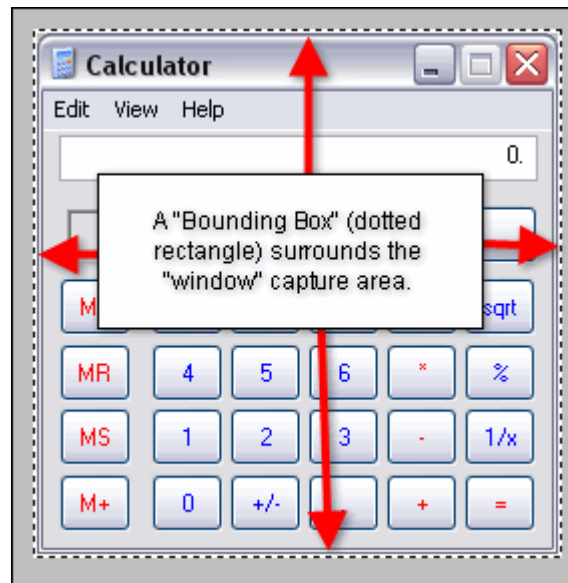 Calculator
Edit View Help
0.
A "Bounding Box" (dotted
rectangle) surrounds the
"window" capture area.
M sqrt
MR 4 5 6 * %
MS 1 2 3 - 1/x
M+ 0 +/- + =